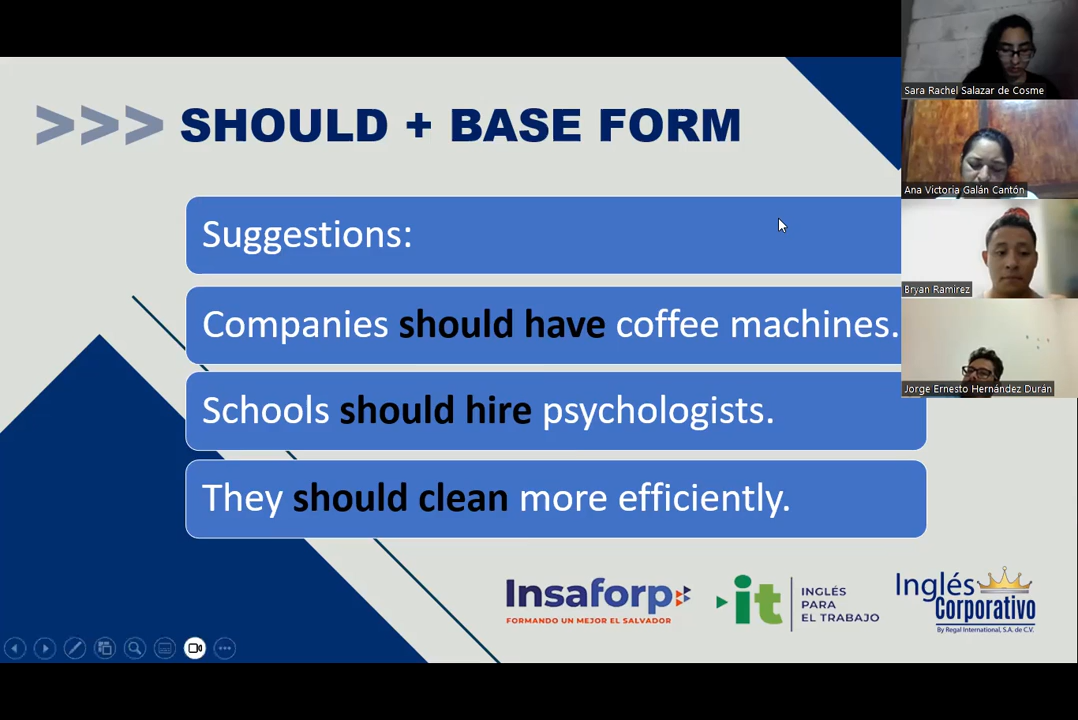 >>> SHOULD + BASE FORM
Suggestions:
Companies should have coffee machines.
Schools should hire psychologists.
They should clean more efficiently.
Sara Rachel Salazar de Cosme
Ana Victoria Galán Cantón
Bryan Ramirez
Jorge Ernesto Hernández Durán
Insaforp
FORMANDO UN MEJOR EL SALVADOR
it
INGLÉS
PARA
EL TRABAJO
Inglés
Corporativo
By Regal International, S.A. de C.V.